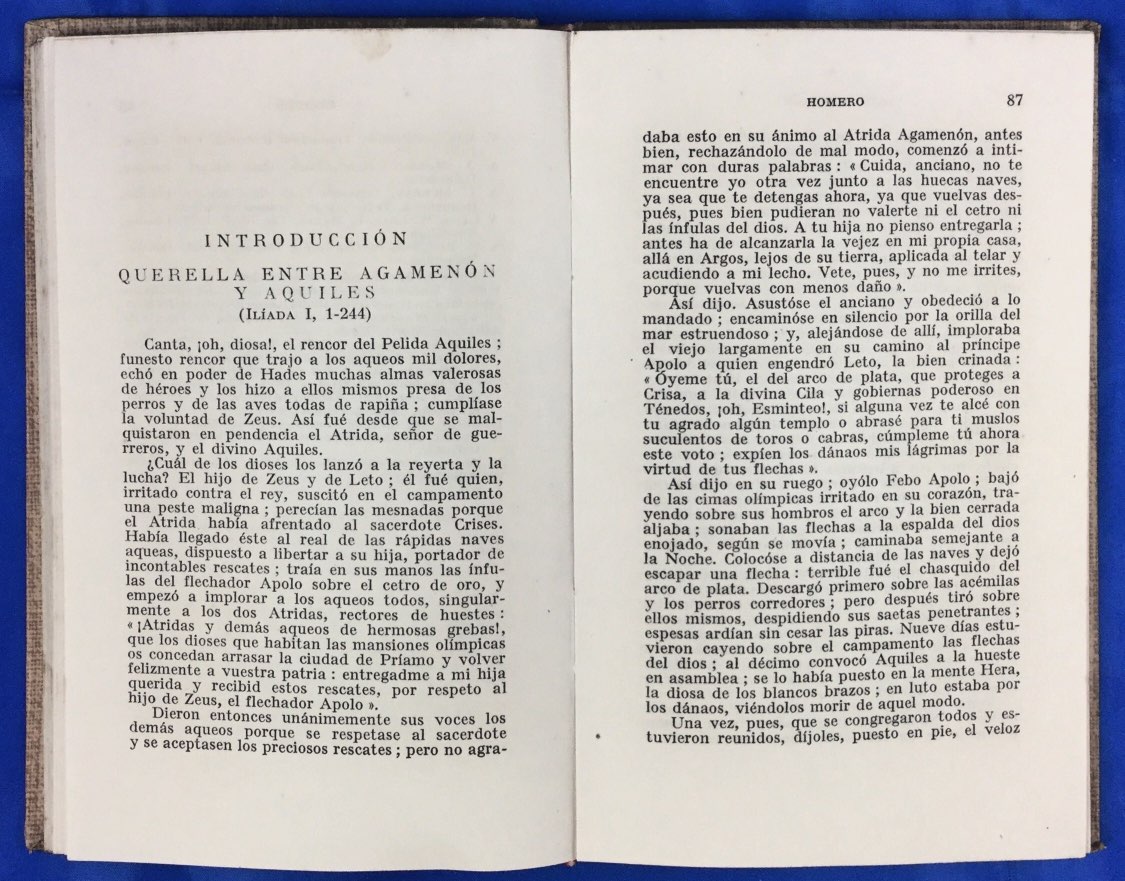 INTRODUCCIÓN
QUERELLA ENTRE AGAMENÓN
Y AQUILES
(Ilíada I, 1-244)
Canta, ¡oh, diosa!, el rencor del Pelida Aquiles ;
funesto rencor que trajo a los aqueos mil dolores,
echó en poder de Hades muchas almas valerosas
de héroes y los hizo a ellos mismos presa de los
perros y de las aves todas de rapiña ; cumplíase
la voluntad de Zeus. Así fué desde que se mal-
quistaron en pendencia el Atrida, señor de gue-
rreros, y el divino Aquiles.
¿Cuál de los dioses los lanzó a la reyerta y la
lucha? El hijo de Zeus y de Leto ; él fué quien,
irritado contra el rey, suscitó en el campamento
una peste maligna ; perecían las mesnadas porque
el Atrida había afrentado al sacerdote Crises.
Había llegado éste al real de las rápidas naves
aqueas, dispuesto a libertar a su hija, portador de
incontables rescates ; traía en sus manos las ínfu-
las del flechador Apolo sobre el cetro de oro, y
empezó a implorar a los aqueos todos, singular-
mente a los dos Atridas, rectores de huestes :
« ¡Atridas y demás aqueos de hermosas grebas!,
que los dioses que habitan las mansiones olímpicas
os concedan arrasar la ciudad de Príamo y volver
felizmente a vuestra patria : entregadme a mi hija
querida y recibid estos rescates, por respeto al
hijo de Zeus, el flechador Apolo ».
Dieron entonces unánimemente sus voces los
demás aqueos porque se respetase al sacerdote
y se aceptasen los preciosos rescates ; pero no agra-
HOMERO 87
daba esto en su ánimo al Atrida Agamenón, antes
bien, rechazándolo de mal modo, comenzó a inti-
mar con duras palabras : « Cuida, anciano, no te
encuentre yo otra vez junto a las huecas naves,
ya sea que te detengas ahora, ya que vuelvas des-
pués, pues bien pudieran no valerte ni el cetro ni
las ínfulas del dios. A tu hija no pienso entregarla ;
antes ha de alcanzarla la vejez en mi propia casa,
allá en Argos, lejos de su tierra, aplicada al telar y
acudiendo a mi lecho. Vete, pues, y no me irrites,
porque vuelvas con menos daño ».
Así dijo. Asustóse el anciano y obedeció a lo
mandado ; encaminóse en silencio por la orilla del
mar estruendoso ; y, alejándose de allí, imploraba
el viejo largamente en su camino al príncipe
Apolo a quien engendró Leto, la bien crinada :
« Óyeme tú, el del arco de plata, que proteges a
Crisa, a la divina Cila y gobiernas poderoso en
Ténedos, ¡oh, Esminteo!, si alguna vez te alcé con
tu agrado algún templo o abrasé para ti muslos
suculentos de toros o cabras, cúmpleme tú ahora
este voto ; expíen los dánaos mis lágrimas por la
virtud de tus flechas ».
Así dijo en su ruego ; oyólo Febo Apolo ; bajó
de las cimas olímpicas irritado en su corazón, tra-
yendo sobre sus hombros el arco y la bien cerrada
aljaba ; sonaban las flechas a la espalda del dios
enojado, según se movía ; caminaba semejante a
la Noche. Colocóse a distancia de las naves y dejó
escapar una flecha : terrible fué el chasquido del
arco de plata. Descargó primero sobre las acémilas
y los perros corredores ; pero después tiró sobre
ellos mismos, despidiendo sus saetas penetrantes ;
espesas ardían sin cesar las piras. Nueve días estu-
vieron cayendo sobre el campamento las flechas
del dios ; al décimo convocó Aquiles a la hueste
en asamblea ; se lo había puesto en la mente Hera,
la diosa de los blancos brazos ; en luto estaba por
los dánaos, viéndolos morir de aquel modo.
Una vez, pues, que se congregaron todos y es-
tuvieron reunidos, díjoles, puesto en pie, el veloz